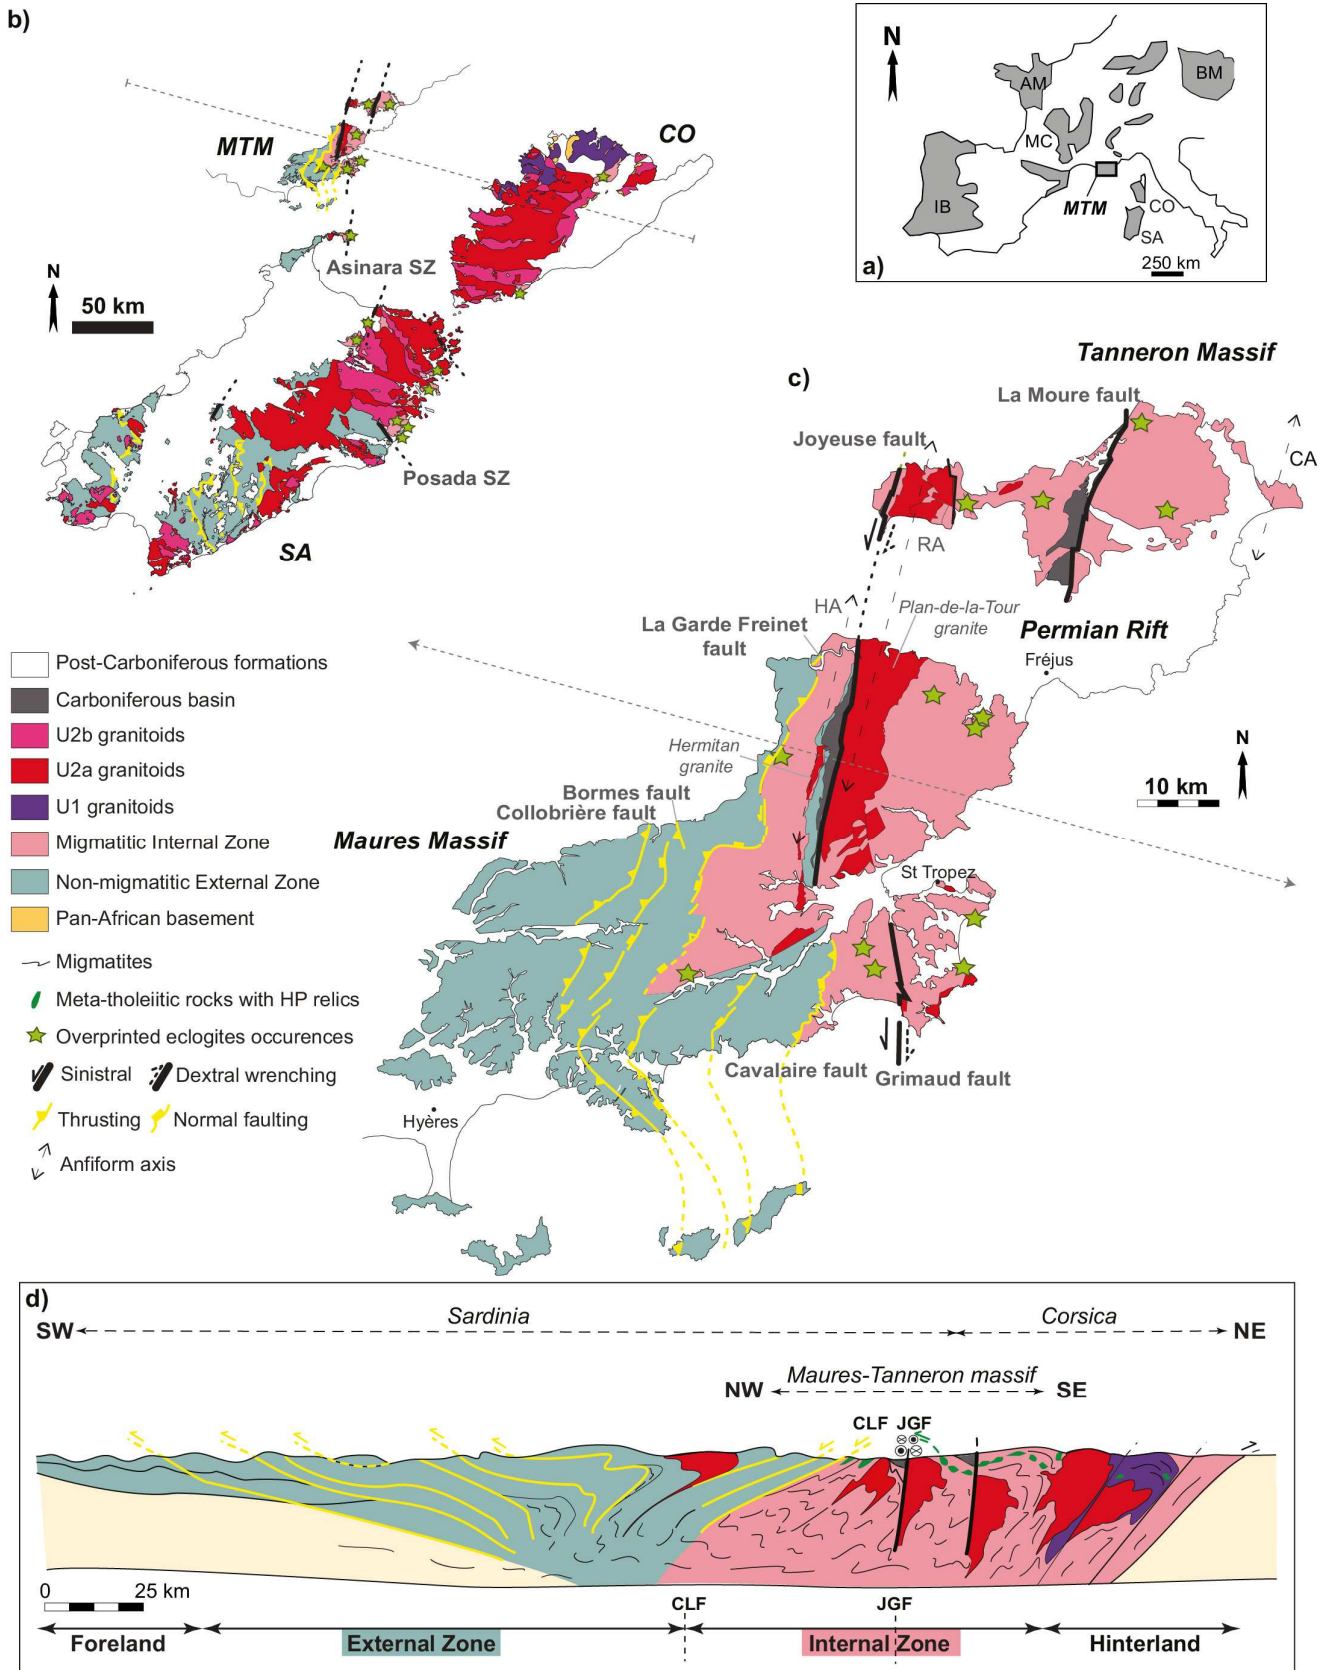 b)
MTM
CO
Asinara SZ
N
50 km
Posada SZ
SA
N
AM
BM
MC
IB
MTM
CO
SA
a)
250 km
Tanneron Massif
c)
La Moure fault
Joyeuse fault
CA
RA
HA
Plan-de-la-Tour
granite
La Garde Freinet
fault
Permian Rift
Fréjus
Hermitan
granite
N
10 km
Bormes fault
Collobrière fault
Maures Massif
St Tropez
Cavalaire fault
Grimaud fault
Hyères
Post-Carboniferous formations
Carboniferous basin
U2b granitoids
U2a granitoids
U1 granitoids
Migmatitic Internal Zone
Non-migmatitic External Zone
Pan-African basement
Migmatites
Meta-tholeiitic rocks with HP relics
Overprinted eclogites occurences
Sinistral
Dextral wrenching
Thrusting
Normal faulting
Anfiform axis
d)
Sardinia
Corsica
SW
NE
Maures-Tanneron massif
NW
SE
CLF
JGF
0
25 km
CLF
JGF
Foreland
External Zone
Internal Zone
Hinterland